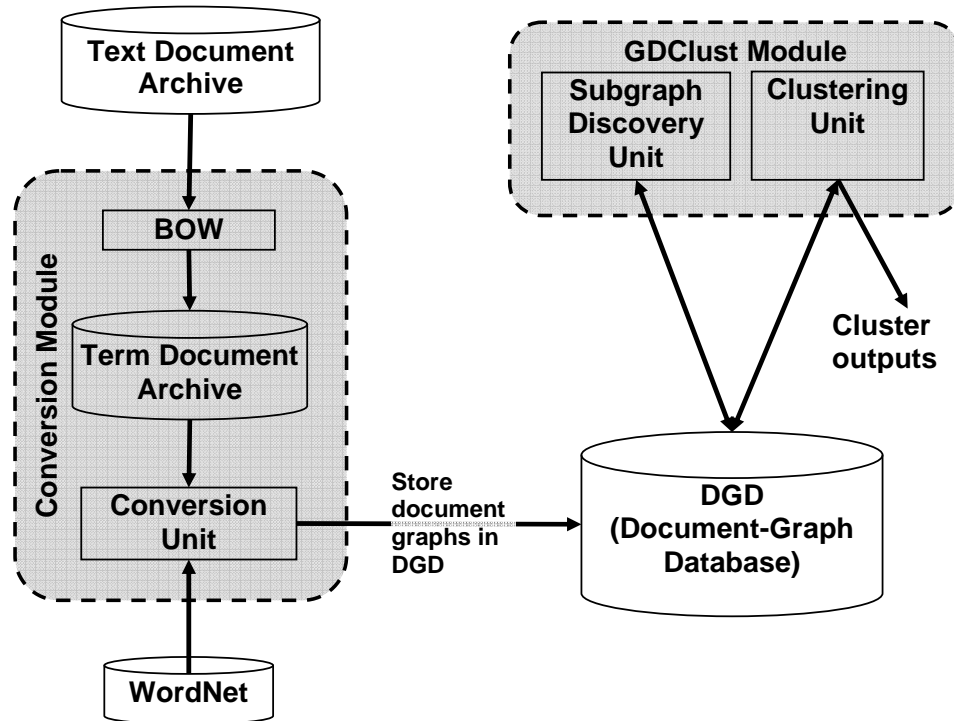 Text Document
Archive
BOW
Term Document
Archive
Conversion
Unit
Conversion Module
WordNet
Store
document
graphs in
DGD
GDClust Module
Subgraph
Discovery
Unit
Clustering
Unit
Cluster
outputs
DGD
(Document-Graph
Database)